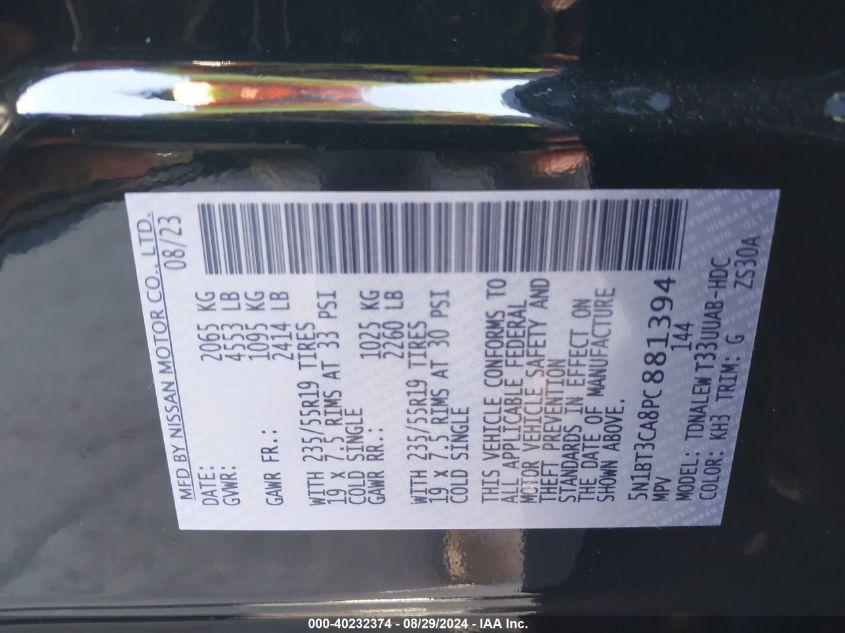 MFD BY NISSAN MOTOR CO., LTD.
DATE: 08/23
GVWR: 2065 KG
4553 LB
GAWR FR.: 1095 KG
2414 LB
WITH 235/55R19 TIRES
19 X 7.5 RIMS AT 33 PSI
COLD SINGLE
GAWR RR.: 1025 KG
2260 LB
WITH 235/55R19 TIRES
19 X 7.5 RIMS AT 30 PSI
COLD SINGLE
THIS VEHICLE CONFORMS TO
ALL APPLICABLE FEDERAL
MOTOR VEHICLE SAFETY AND
THEFT PREVENTION
STANDARDS IN EFFECT ON
THE DATE OF MANUFACTURE
SHOWN ABOVE.
5N1BT3CA8PC881394
MPV 144
MODEL: TDNALEWT33UUAB-HDC
COLOR: KH3 TRIM: G ZS30A
000-40232374 - 08/29/2024 - IAA Inc.